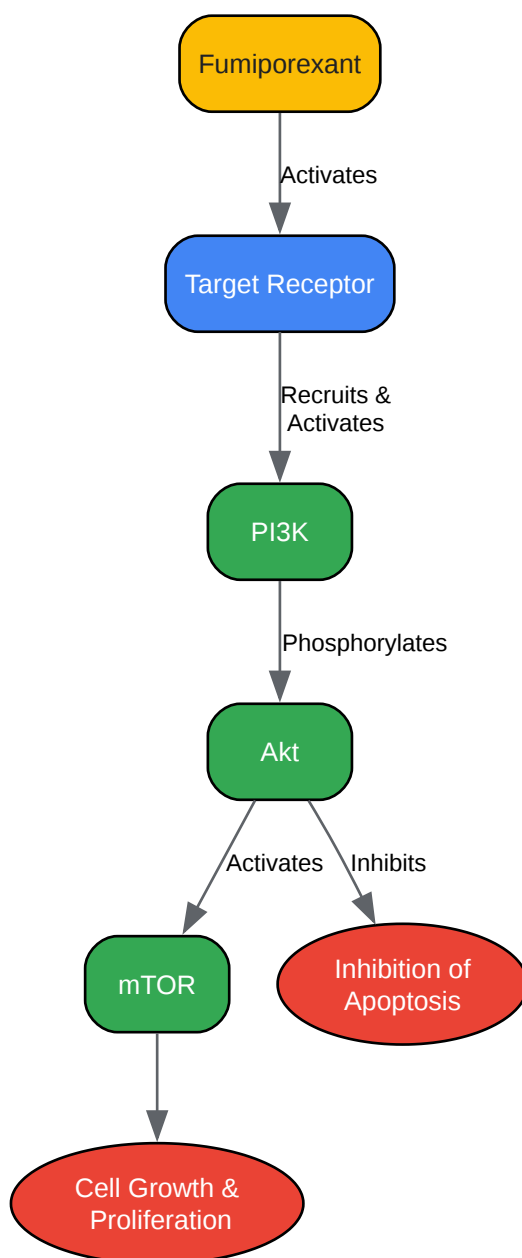 Fumiporexant
Activates
Target Receptor
Recruits &
Activates
PI3K
Phosphorylates
Akt
Activates
Inhibits
mTOR
Inhibition of
Apoptosis
Cell Growth &
Proliferation